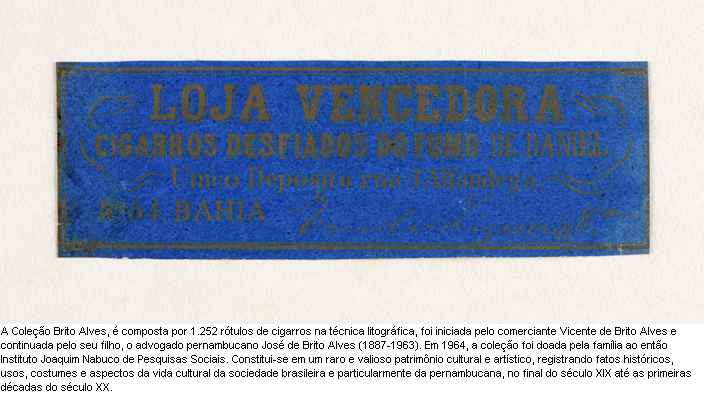 LOJA VENCEDORA
CIGARROS DESFIADOS DO FUMO DE DANIEL
Unico Deposito rua d'Alfandega
Nº 64, BAHIA
A Coleção Brito Alves, é composta por 1.252 rótulos de cigarros na técnica litográfica, foi iniciada pelo comerciante Vicente de Brito Alves e
continuada pelo seu filho, o advogado pernambucano José de Brito Alves (1887-1963). Em 1964, a coleção foi doada pela família ao então
Instituto Joaquim Nabuco de Pesquisas Sociais. Constitui-se em um raro e valioso patrimônio cultural e artístico, registrando fatos históricos,
usos, costumes e aspectos da vida cultural da sociedade brasileira e particularmente da pernambucana, no final do século XIX até as primeiras
décadas do século XX.